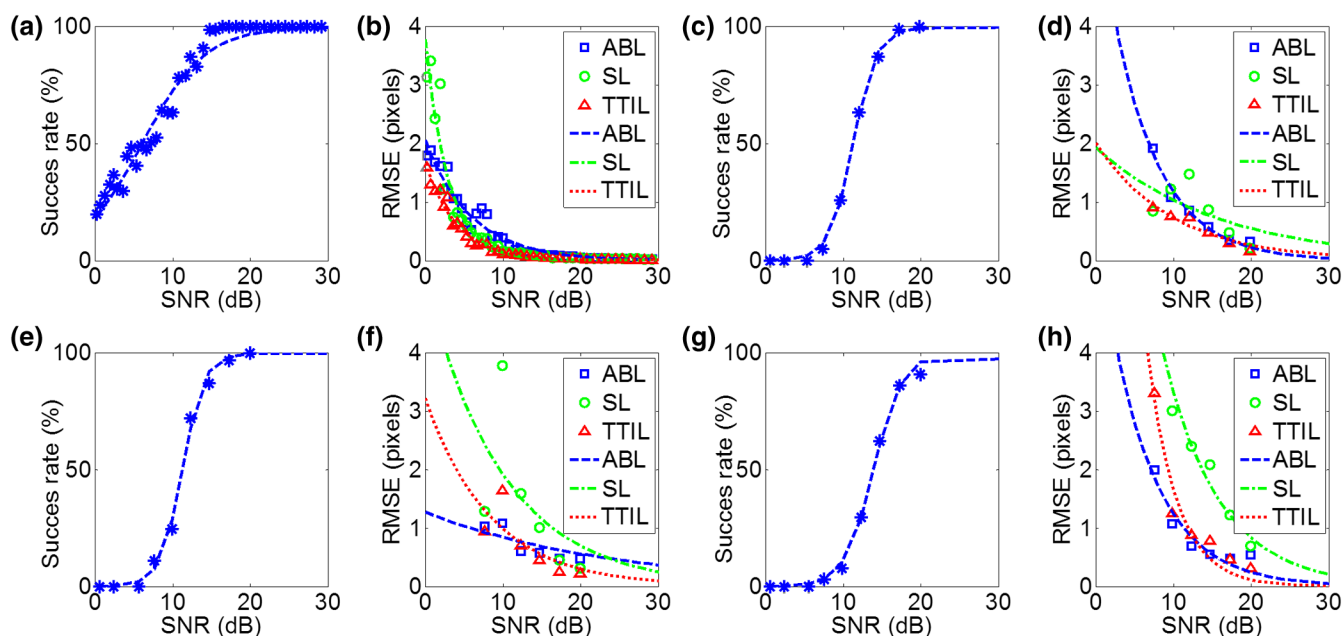 (a)
Succes rate (%)
100
50
0
0 10 20 30
SNR (dB)
(b)
RMSE (pixels)
4
3
2
1
0
0 10 20 30
SNR (dB)
ABL
SL
TTIL
ABL
SL
TTIL
(c)
Succes rate (%)
100
50
0
0 10 20 30
SNR (dB)
(d)
RMSE (pixels)
4
3
2
1
0
0 10 20 30
SNR (dB)
ABL
SL
TTIL
ABL
SL
TTIL
(e)
Succes rate (%)
100
50
0
0 10 20 30
SNR (dB)
(f)
RMSE (pixels)
4
3
2
1
0
0 10 20 30
SNR (dB)
ABL
SL
TTIL
ABL
SL
TTIL
(g)
Succes rate (%)
100
50
0
0 10 20 30
SNR (dB)
(h)
RMSE (pixels)
4
3
2
1
0
0 10 20 30
SNR (dB)
ABL
SL
TTIL
ABL
SL
TTIL